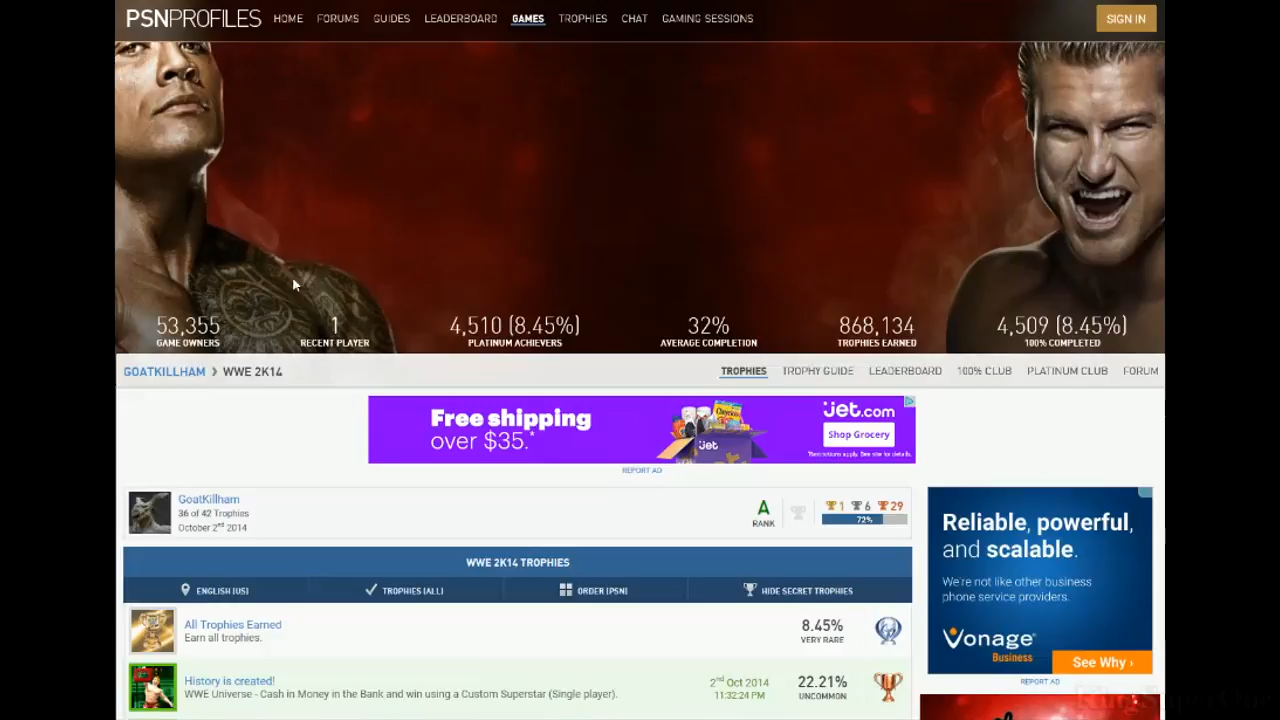 PSNPROFILES HOME FORUMS GUIDES LEADERBOARD GAMES TROPHIES CHAT GAMING SESSIONS SIGN IN
53,355 1 4,510 (8.45%) 32% 868,134 4,509 (8.45%)
GAME OWNERS RECENT PLAYER PLATINUM ACHIEVERS AVERAGE COMPLETION TROPHIES EARNED 100% COMPLETED
GOATKILLHAM > WWE 2K14 TROPHIES TROPHY GUIDE LEADERBOARD 100% CLUB PLATINUM CLUB FORUM
Free shipping
over $35.*
jet
jet.com
Shop Grocery
*Restrictions apply. See site for details.
REPORT AD
GoatKillham
36 of 42 Trophies
October 2nd 2014
A
RANK
1 6 29
72%
WWE 2K14 TROPHIES
ENGLISH (US) TROPHIES (ALL) ORDER (PSN) HIDE SECRET TROPHIES
All Trophies Earned
Earn all trophies.
8.45%
VERY RARE
History is created!
WWE Universe - Cash in Money in the Bank and win using a Custom Superstar (Single player).
2nd Oct 2014
11:32:24 PM
22.21%
UNCOMMON
Reliable, powerful,
and scalable.
We're not like other business
phone service providers.
Vonage
Business
See Why ›
REPORT AD